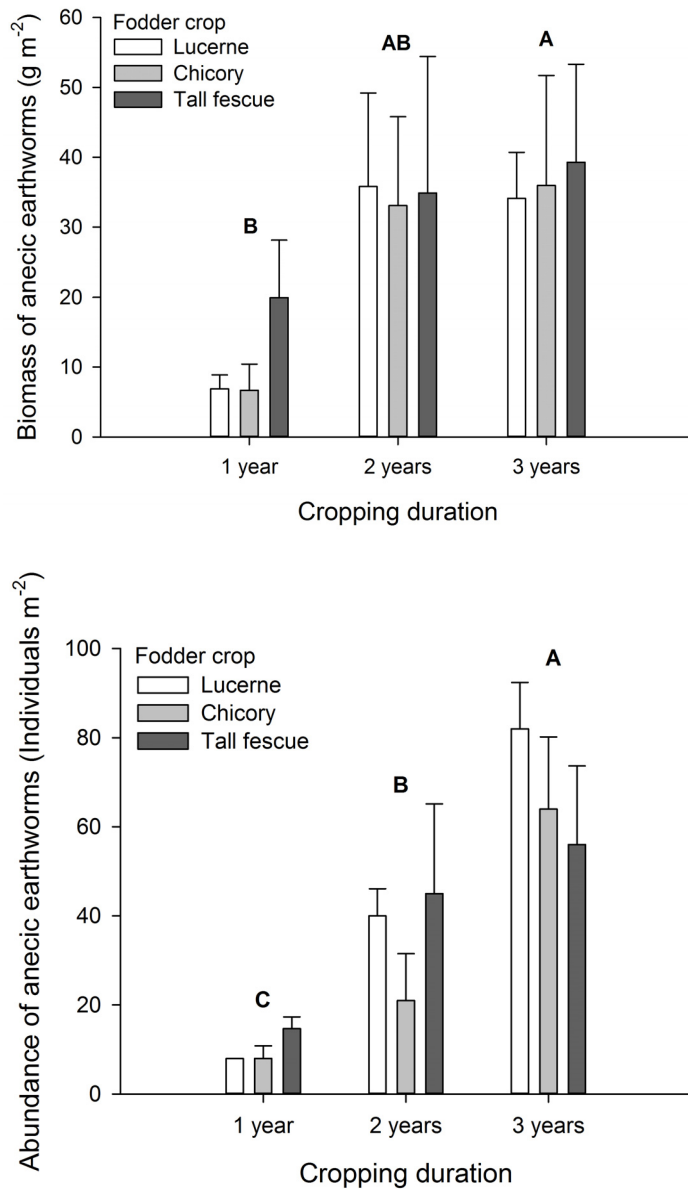 Biomass of anecic earthworms (g m⁻²)
60
50
40
30
20
10
0
Fodder crop
Lucerne
Chicory
Tall fescue
B
AB
A
1 year
2 years
3 years
Cropping duration
Abundance of anecic earthworms (Individuals m⁻²)
100
80
60
40
20
0
Fodder crop
Lucerne
Chicory
Tall fescue
C
B
A
1 year
2 years
3 years
Cropping duration